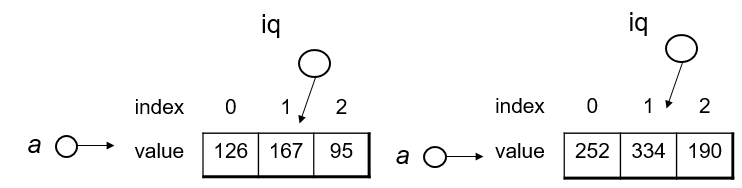 iq
index 0 1 2
a value 126 167 95
iq
index 0 1 2
a value 252 334 190